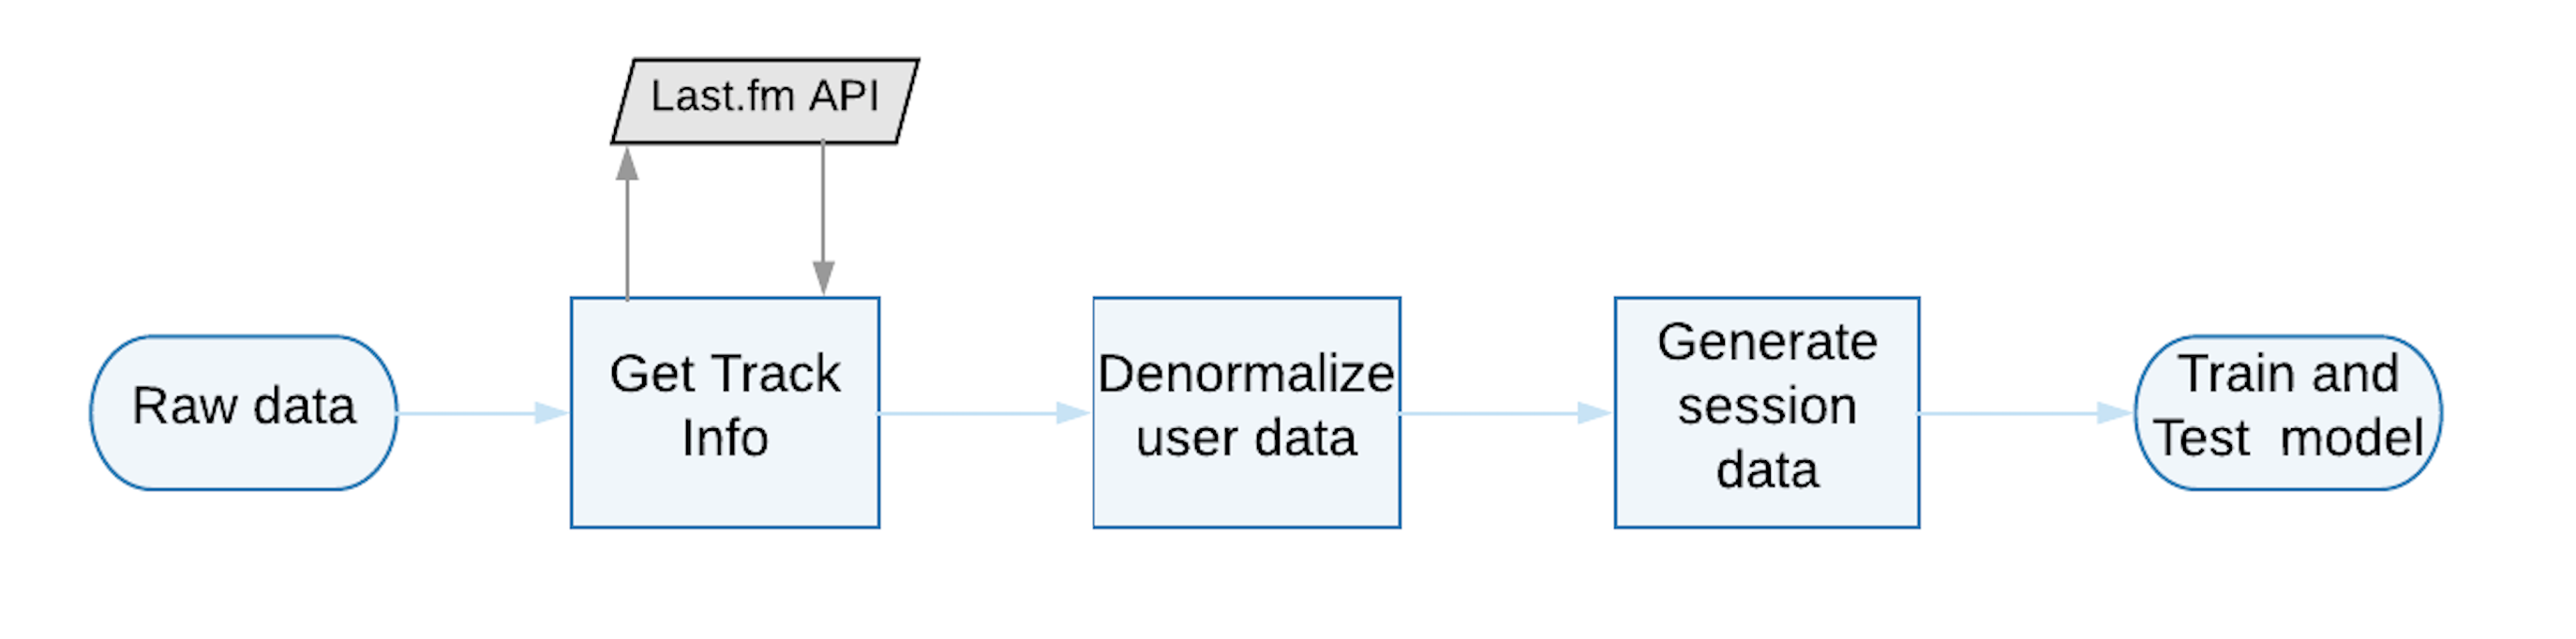 Last.fm API
Raw data
Get Track
Info
Denormalize
user data
Generate
session
data
Train and
Test  model